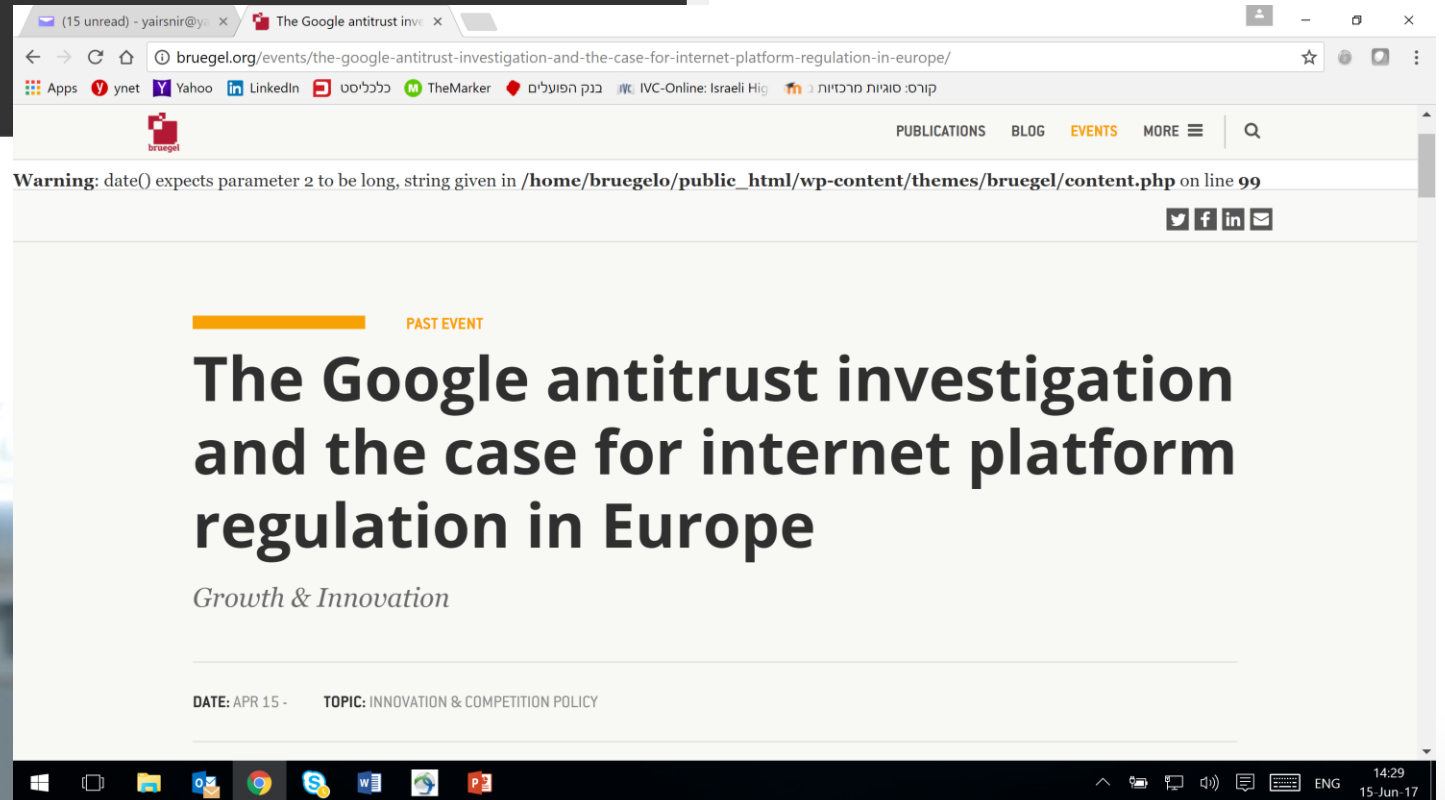 (15 unread) - yairsnir@y
The Google antitrust inve
bruegel.org/events/the-google-antitrust-investigation-and-the-case-for-internet-platform-regulation-in-europe/
Apps ynet Yahoo LinkedIn כלכליסט TheMarker בנק הפועלים IVC-Online: Israeli Hig קורס: סוגיות מרכזיות
bruegel
PUBLICATIONS BLOG EVENTS MORE
Warning: date() expects parameter 2 to be long, string given in /home/bruegelo/public_html/wp-content/themes/bruegel/content.php on line 99
PAST EVENT
The Google antitrust investigation
and the case for internet platform
regulation in Europe
Growth & Innovation
DATE: APR 15 - TOPIC: INNOVATION & COMPETITION POLICY
ENG
14:29
15-Jun-17